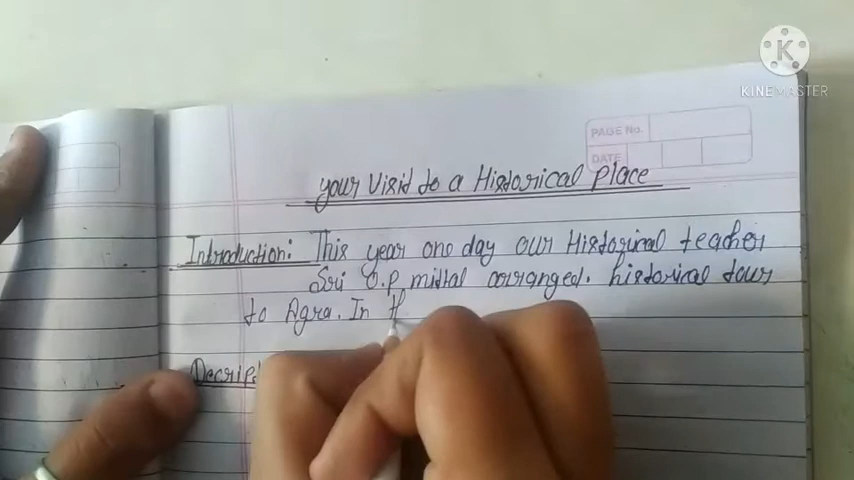 KINEMASTER
PAGE No.
DATE
your Visit to a Historical place
Introduction: This year one day our Historical teacher
Sri O.P. mittal arranged. historical tour
to Agra. In